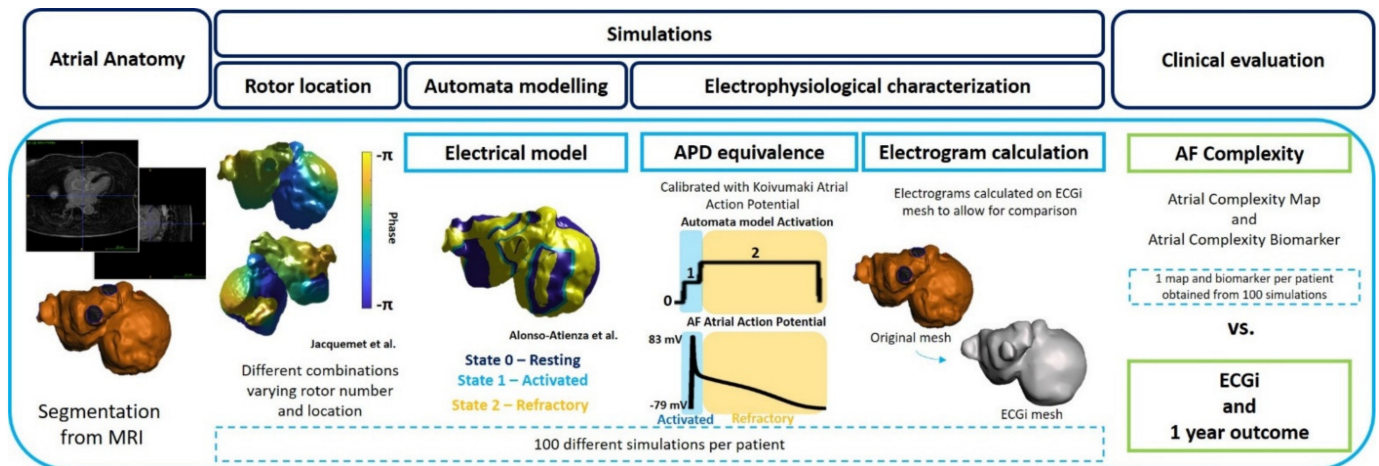 Atrial Anatomy
Simulations
Clinical evaluation
Rotor location
Automata modelling
Electrophysiological characterization
Segmentation
from MRI
-π
Phase
-π
Jacquemet et al.
Different combinations
varying rotor number
and location
Electrical model
Alonso-Atienza et al.
State 0 – Resting
State 1 – Activated
State 2 – Refractory
APD equivalence
Calibrated with Koivumaki Atrial
Action Potential
Automata model Activation
2
1
0
AF Atrial Action Potential
83 mV
-79 mV
Activated
Refractory
Electrogram calculation
Electrograms calculated on ECGi
mesh to allow for comparison
Original mesh
ECGi mesh
100 different simulations per patient
AF Complexity
Atrial Complexity Map
and
Atrial Complexity Biomarker
1 map and biomarker per patient
obtained from 100 simulations
vs.
ECGi
and
1 year outcome